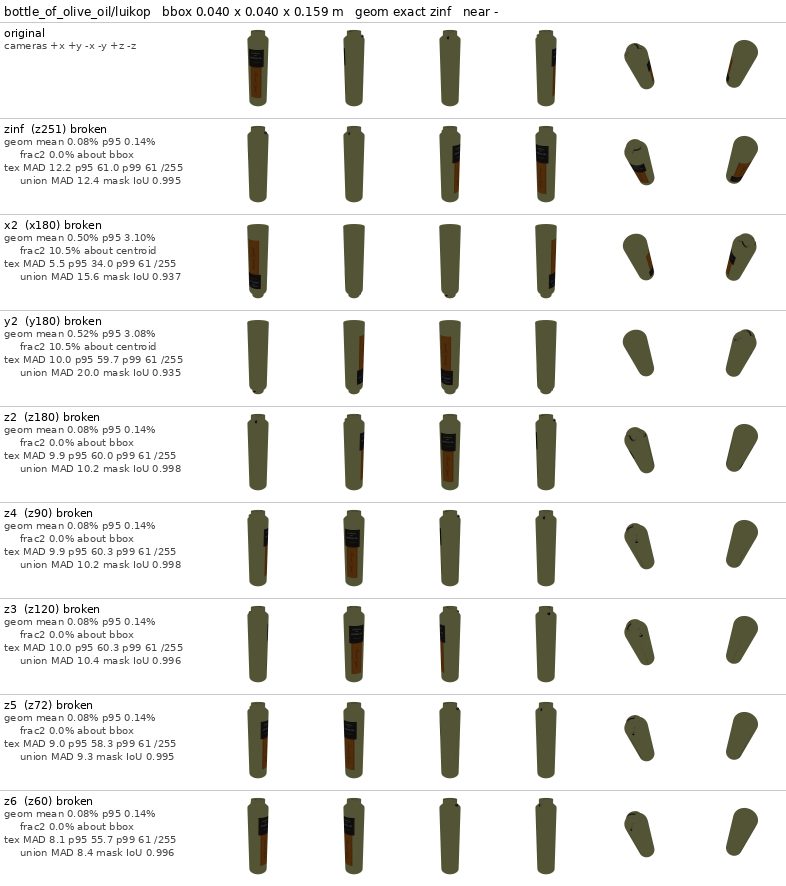 bottle_of_olive_oil/luikop bbox 0.040 x 0.040 x 0.159 m geom exact zinf near -
original
cameras +x +y -x -y +z -z
zinf (z251) broken
geom mean 0.08% p95 0.14%
frac2 0.0% about bbox
tex MAD 12.2 p95 61.0 p99 61 /255
union MAD 12.4 mask IoU 0.995
x2 (x180) broken
geom mean 0.50% p95 3.10%
frac2 10.5% about centroid
tex MAD 5.5 p95 34.0 p99 61 /255
union MAD 15.6 mask IoU 0.937
y2 (y180) broken
geom mean 0.52% p95 3.08%
frac2 10.5% about centroid
tex MAD 10.0 p95 59.7 p99 61 /255
union MAD 20.0 mask IoU 0.935
z2 (z180) broken
geom mean 0.08% p95 0.14%
frac2 0.0% about bbox
tex MAD 9.9 p95 60.0 p99 61 /255
union MAD 10.2 mask IoU 0.998
z4 (z90) broken
geom mean 0.08% p95 0.14%
frac2 0.0% about bbox
tex MAD 9.9 p95 60.3 p99 61 /255
union MAD 10.2 mask IoU 0.998
z3 (z120) broken
geom mean 0.08% p95 0.14%
frac2 0.0% about bbox
tex MAD 10.0 p95 60.3 p99 61 /255
union MAD 10.4 mask IoU 0.996
z5 (z72) broken
geom mean 0.08% p95 0.14%
frac2 0.0% about bbox
tex MAD 9.0 p95 58.3 p99 61 /255
union MAD 9.3 mask IoU 0.995
z6 (z60) broken
geom mean 0.08% p95 0.14%
frac2 0.0% about bbox
tex MAD 8.1 p95 55.7 p99 61 /255
union MAD 8.4 mask IoU 0.996